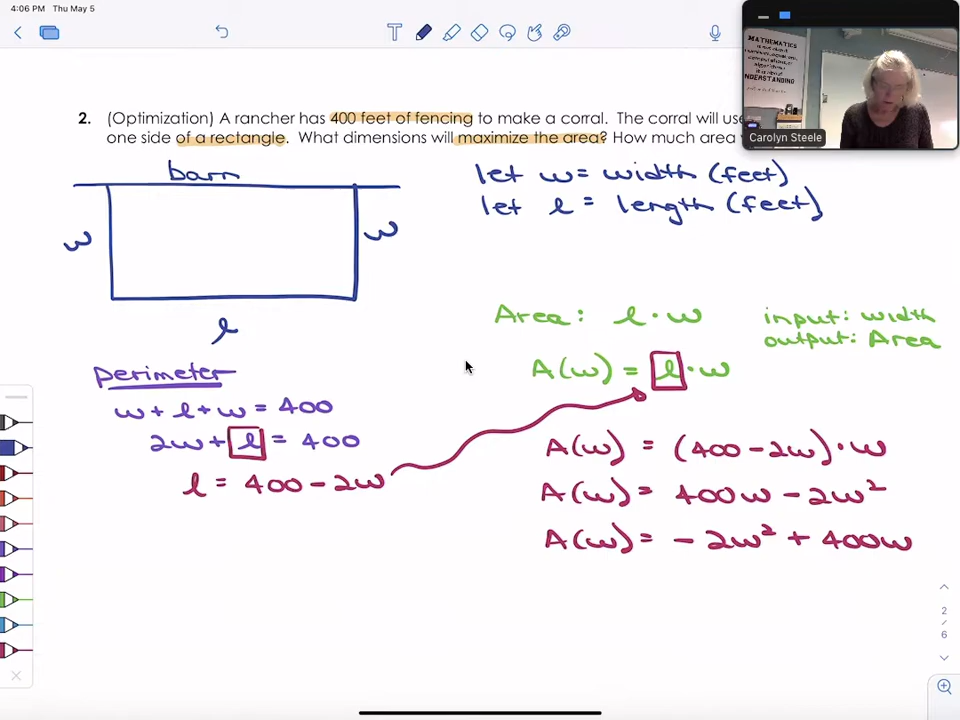 4:06 PM Thu May 5
MATHEMATICS
UNDERSTANDING
Carolyn Steele
2. (Optimization) A rancher has 400 feet of fencing to make a corral. The corral will use
one side of a rectangle. What dimensions will maximize the area? How much area
barn
w
w
l
let w = width (feet)
let l = length (feet)
Area: l · w
input: width
output: Area
A(w) = l · w
perimeter
w + l + w = 400
2w + l = 400
l = 400 - 2w
A(w) = (400 - 2w) · w
A(w) = 400w - 2w²
A(w) = - 2w² + 400w
2
/
6